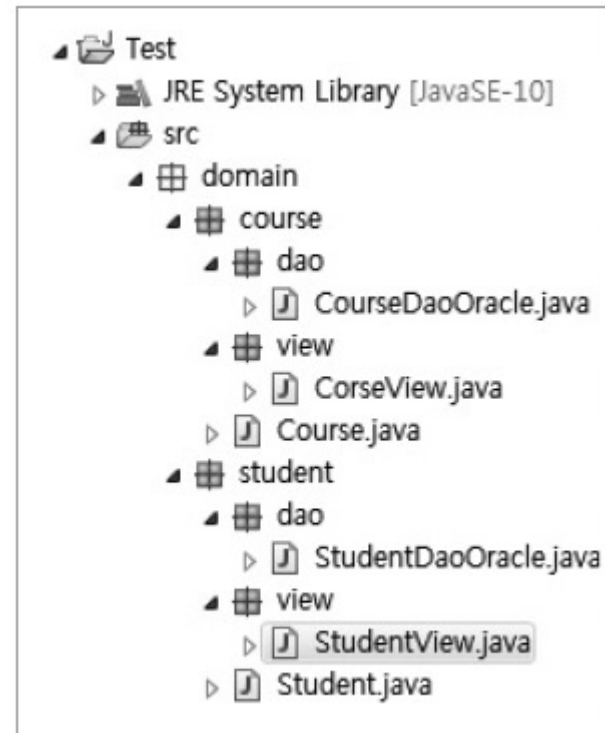 Test
JRE System Library [JavaSE-10]
src
domain
course
dao
CourseDaoOracle.java
view
CorseView.java
Course.java
student
dao
StudentDaoOracle.java
view
StudentView.java
Student.java